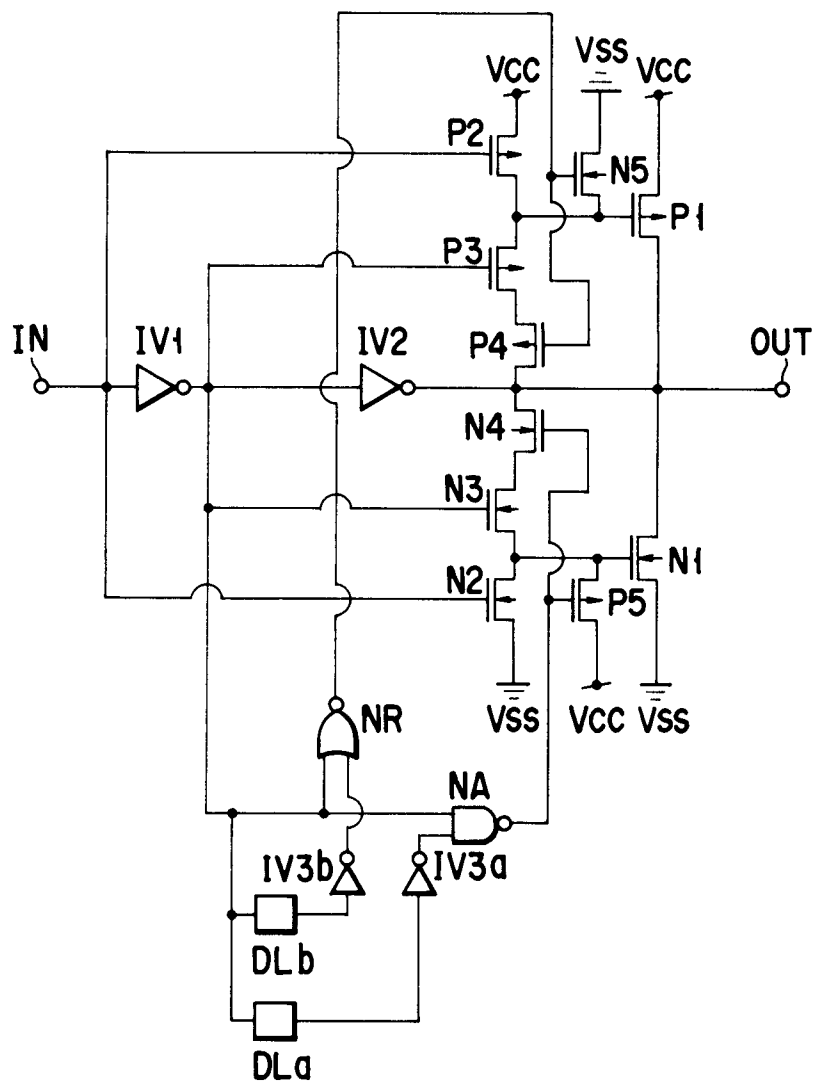 VSS
VCC
VCC
P2
N5
P1
P3
IN
IV1
IV2
P4
OUT
N4
N3
N2
N1
P5
VSS
VCC
VSS
NR
NA
IV3b
IV3a
DLb
DLa